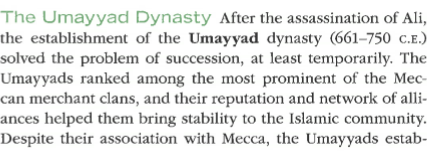 The Umayyad Dynasty After the assassination of Ali,
the establishment of the Umayyad dynasty (661–750 C.E.)
solved the problem of succession, at least temporarily. The
Umayyads ranked among the most prominent of the Mec-
can merchant clans, and their reputation and network of alli-
ances helped them bring stability to the Islamic community.
Despite their association with Mecca, the Umayyads estab-